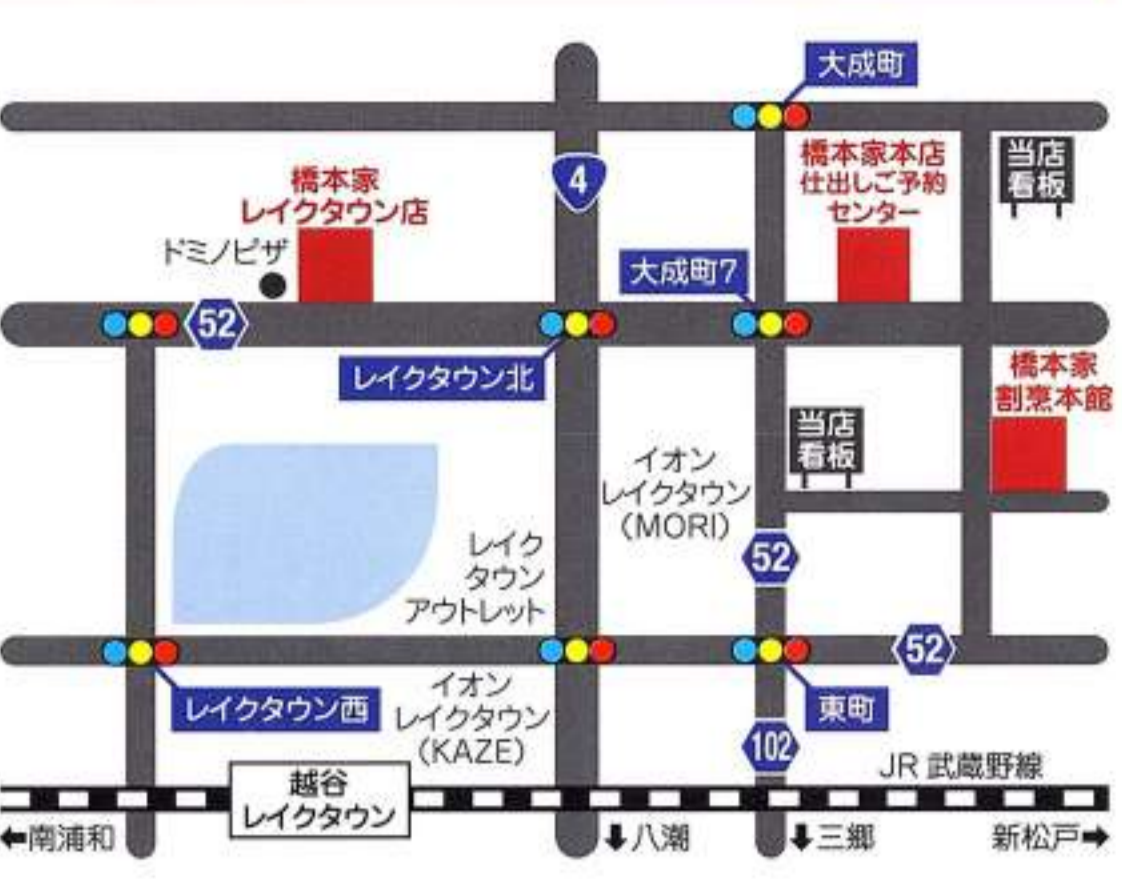 大成町
4
橋本家
レイクタウン店
ドミノピザ
橋本家本店
仕出しご予約
センター
当店
看板
大成町7
52
レイクタウン北
橋本家
割烹本館
当店
看板
イオン
レイクタウン
(MORI)
レイク
タウン
アウトレット
52
52
レイクタウン西
イオン
レイクタウン
(KAZE)
東町
102
JR 武蔵野線
越谷
レイクタウン
←南浦和
↓八潮
↓三郷
新松戸→